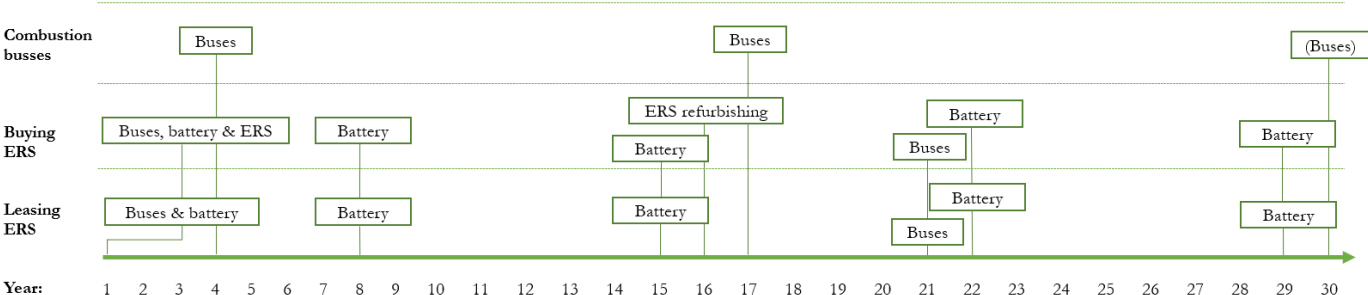 Combustion
busses
Buses
Buses
(Buses)
Buying
ERS
Buses, battery & ERS
Battery
ERS refurbishing
Battery
Battery
Buses
Battery
Leasing
ERS
Buses & battery
Battery
Battery
Battery
Buses
Battery
Year: 1 2 3 4 5 6 7 8 9 10 11 12 13 14 15 16 17 18 19 20 21 22 23 24 25 26 27 28 29 30